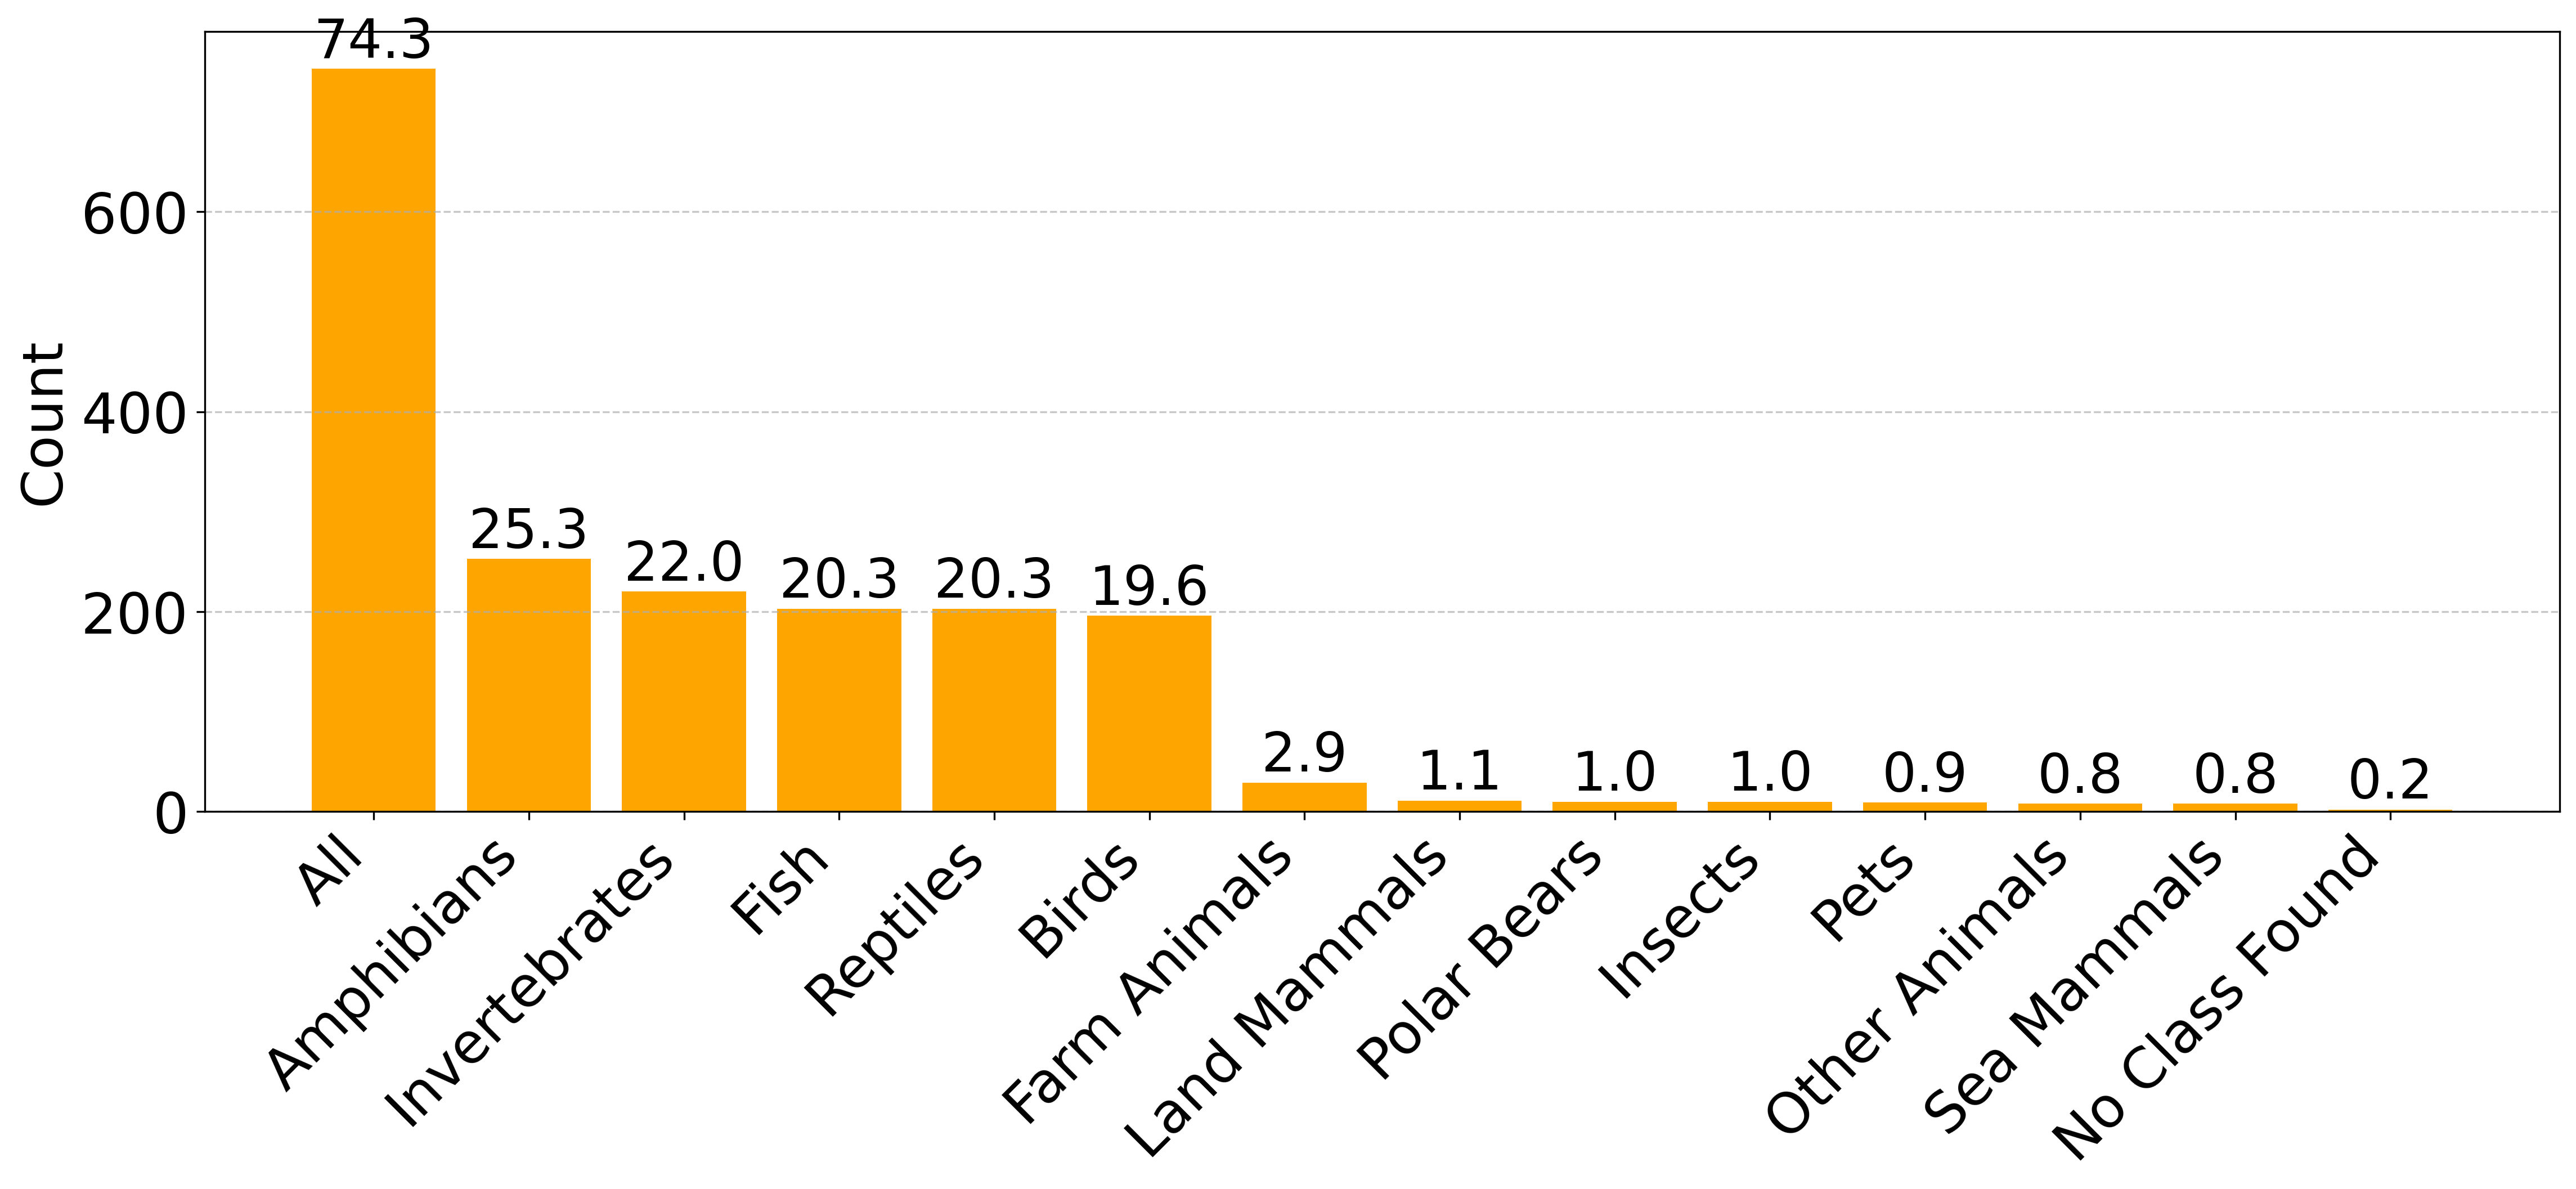 74.3
600
400
200
0
Count
25.3
22.0
20.3
20.3
19.6
2.9
1.1
1.0
1.0
0.9
0.8
0.8
0.2
All
Amphibians
Invertebrates
Fish
Reptiles
Birds
Farm Animals
Land Mammals
Polar Bears
Insects
Pets
Other Animals
Sea Mammals
No Class Found